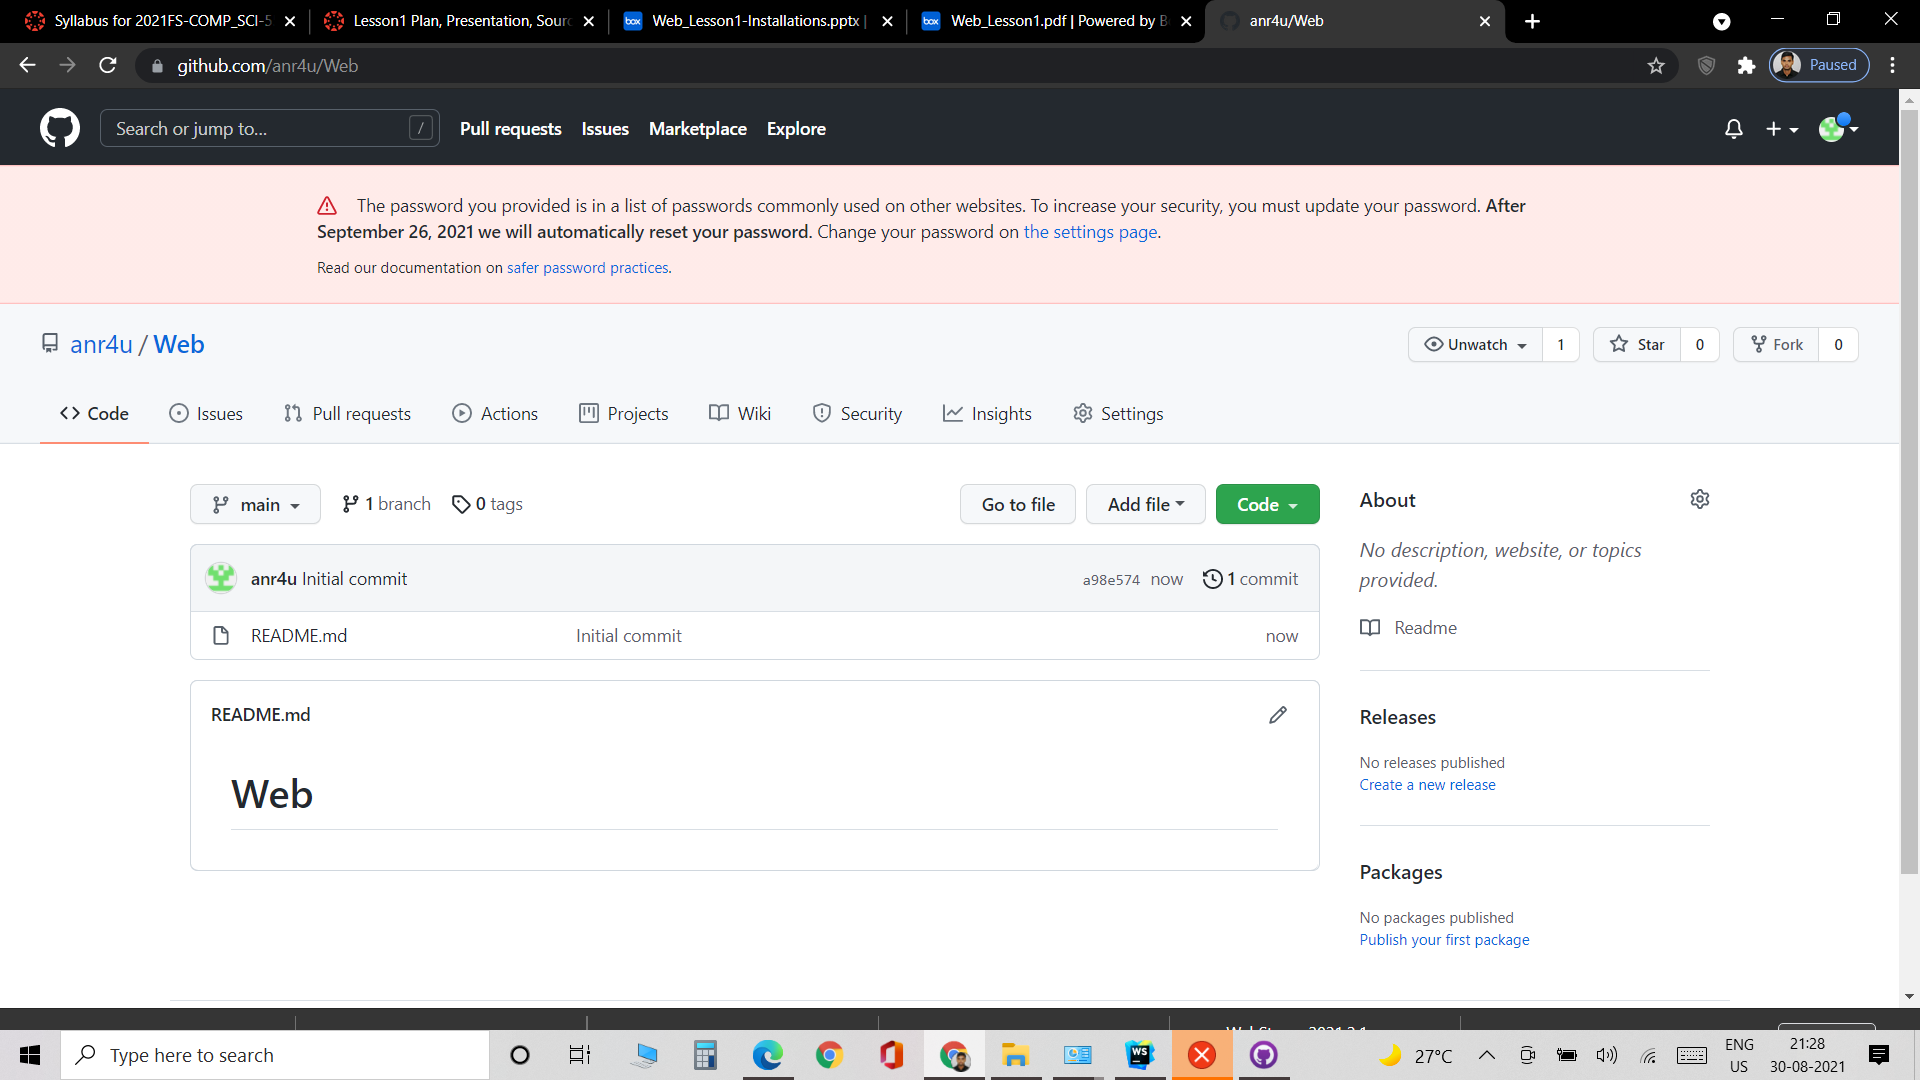 Syllabus for 2021FS-COMP_SCI-5
Lesson1 Plan, Presentation, Sourc
box Web_Lesson1-Installations.pptx |
box Web_Lesson1.pdf | Powered by B
anr4u/Web
github.com/anr4u/Web
Paused
Search or jump to... /
Pull requests Issues Marketplace Explore
The password you provided is in a list of passwords commonly used on other websites. To increase your security, you must update your password. After
September 26, 2021 we will automatically reset your password. Change your password on the settings page.
Read our documentation on safer password practices.
anr4u / Web
Unwatch 1 Star 0 Fork 0
Code Issues Pull requests Actions Projects Wiki Security Insights Settings
main 1 branch 0 tags Go to file Add file Code
anr4u Initial commit a98e574 now 1 commit
README.md Initial commit now
README.md
Web
About
No description, website, or topics
provided.
Readme
Releases
No releases published
Create a new release
Packages
No packages published
Publish your first package
Type here to search
WS
27°C
ENG
US
21:28
30-08-2021